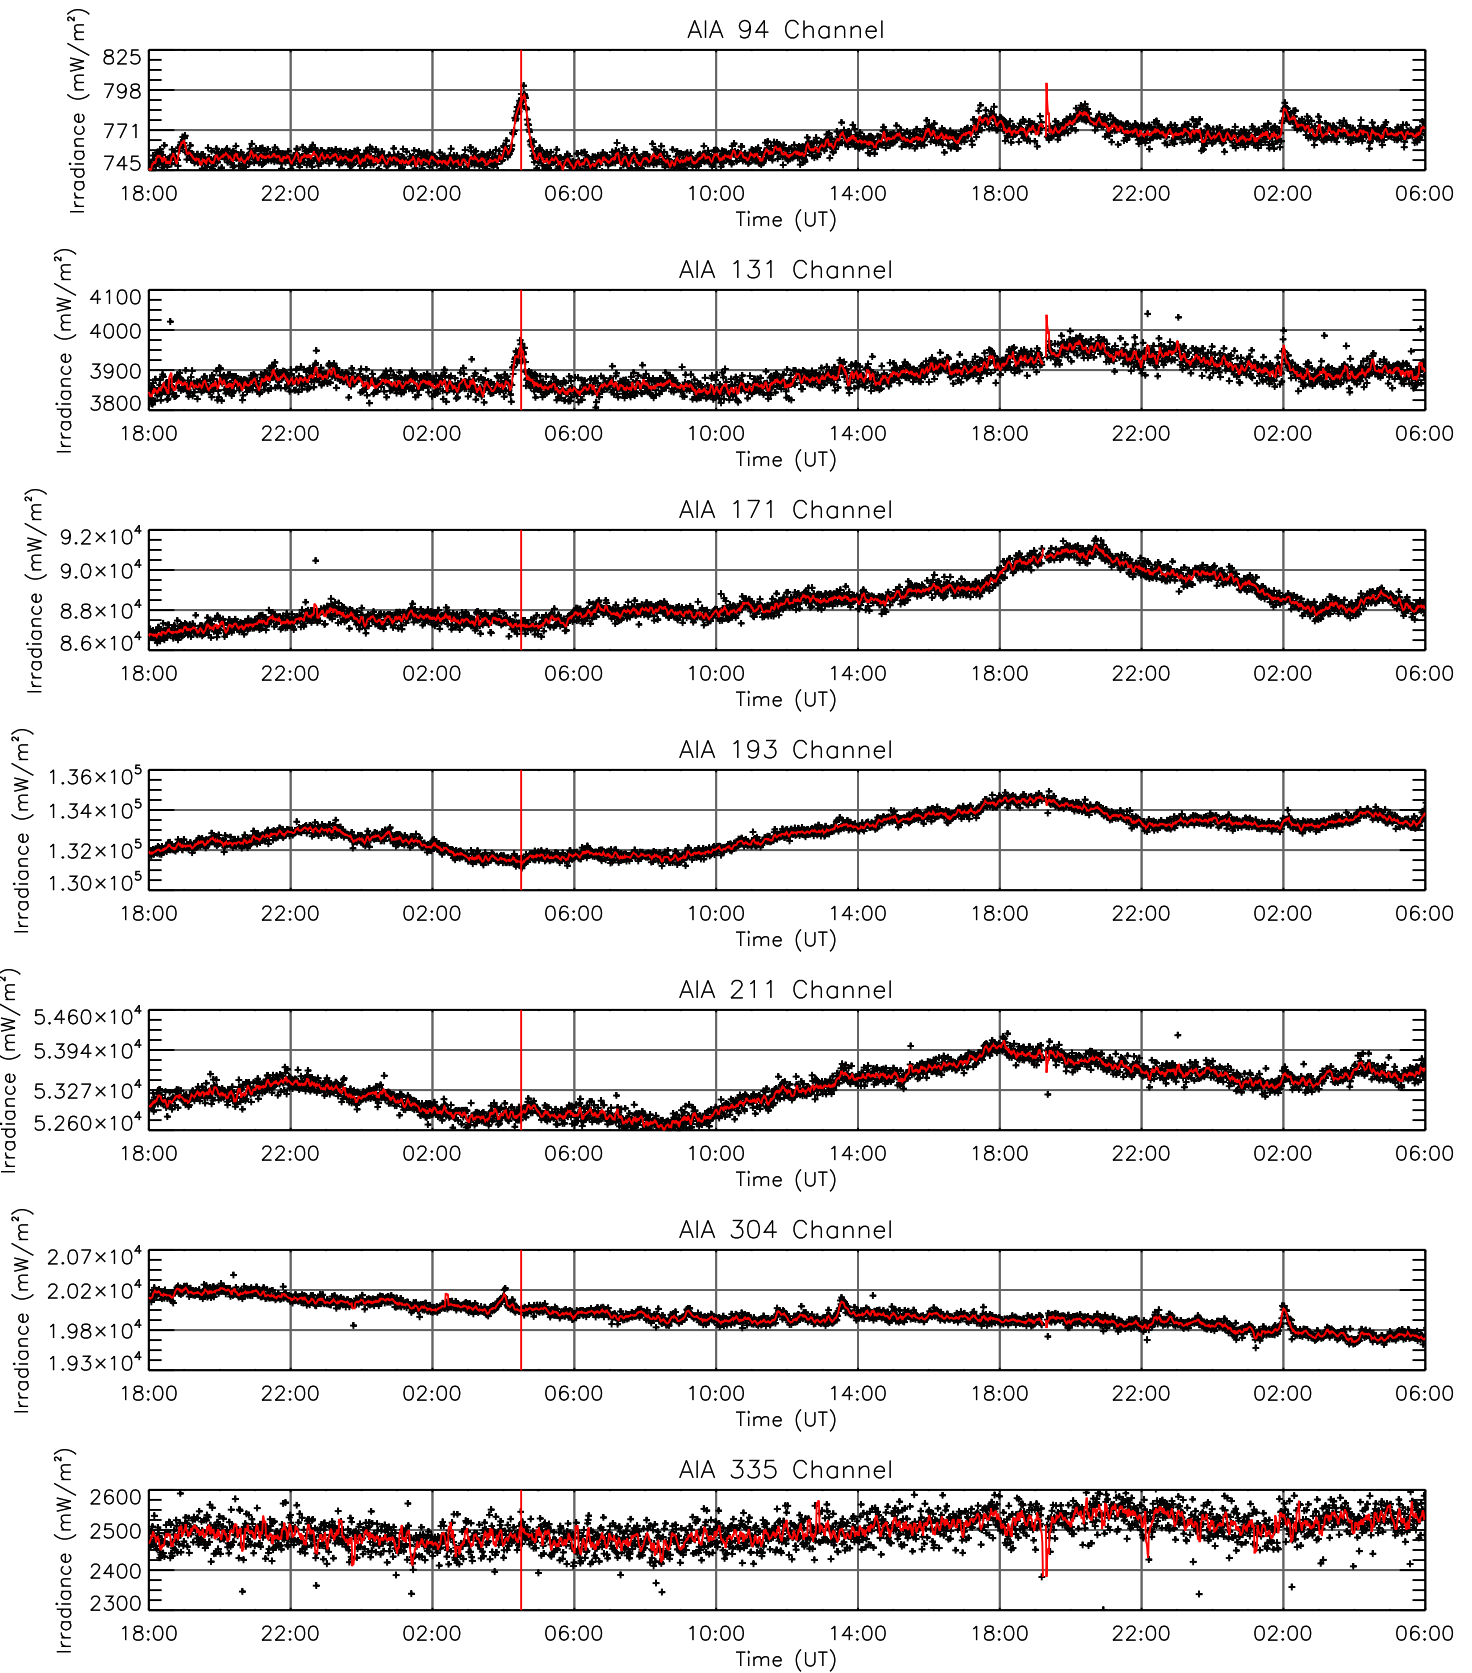 AIA 94 Channel
Irradiance (mW/m²)
825
798
771
745
18:00 22:00 02:00 06:00 10:00 14:00 18:00 22:00 02:00 06:00
Time (UT)
AIA 131 Channel
Irradiance (mW/m²)
4100
4000
3900
3800
18:00 22:00 02:00 06:00 10:00 14:00 18:00 22:00 02:00 06:00
Time (UT)
AIA 171 Channel
Irradiance (mW/m²)
9.2×10⁴
9.0×10⁴
8.8×10⁴
8.6×10⁴
18:00 22:00 02:00 06:00 10:00 14:00 18:00 22:00 02:00 06:00
Time (UT)
AIA 193 Channel
Irradiance (mW/m²)
1.36×10⁵
1.34×10⁵
1.32×10⁵
1.30×10⁵
18:00 22:00 02:00 06:00 10:00 14:00 18:00 22:00 02:00 06:00
Time (UT)
AIA 211 Channel
Irradiance (mW/m²)
5.460×10⁴
5.394×10⁴
5.327×10⁴
5.260×10⁴
18:00 22:00 02:00 06:00 10:00 14:00 18:00 22:00 02:00 06:00
Time (UT)
AIA 304 Channel
Irradiance (mW/m²)
2.07×10⁴
2.02×10⁴
1.98×10⁴
1.93×10⁴
18:00 22:00 02:00 06:00 10:00 14:00 18:00 22:00 02:00 06:00
Time (UT)
AIA 335 Channel
Irradiance (mW/m²)
2600
2500
2400
2300
18:00 22:00 02:00 06:00 10:00 14:00 18:00 22:00 02:00 06:00
Time (UT)